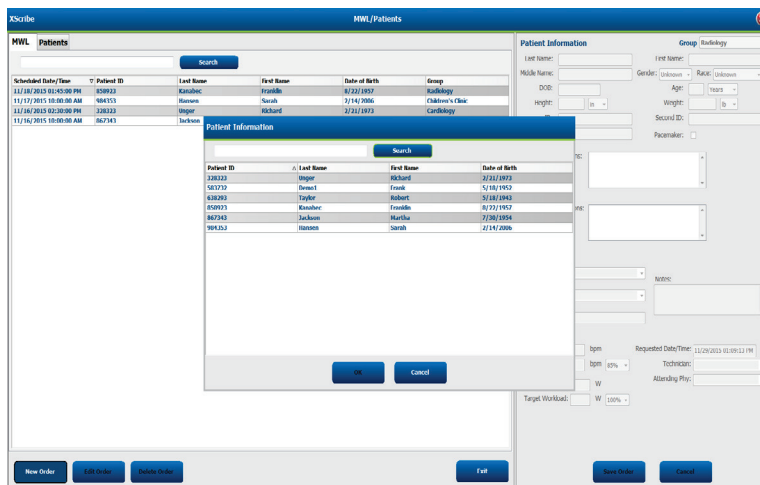 XScribe MWL/Patients
MWL Patients
Search
Scheduled Date/Time Patient ID Last Name First Name Date of Birth Group
11/18/2015 01:45:00 PM 850923 Kanabec Franklin 8/22/1957 Radiology
11/17/2015 10:00:00 AM 984353 Hansen Sarah 2/14/2006 Children's Clinic
11/16/2015 02:30:00 PM 328323 Unger Richard 2/21/1973 Cardiology
11/16/2015 10:00:00 AM 867343 Jackson
Patient Information
Search
Patient ID Last Name First Name Date of Birth
328323 Unger Richard 2/21/1973
583732 Demo1 Frank 5/18/1952
638293 Taylor Robert 5/18/1943
850923 Kanabec Franklin 8/22/1957
867343 Jackson Martha 7/30/1954
984353 Hansen Sarah 2/14/2006
OK Cancel
New Order Edit Order Delete Order Exit
Patient Information Group Radiology
Last Name: First Name:
Middle Name: Gender: Unknown Race: Unknown
DOB: Age: Years
Height: in Weight: lb
Second ID:
Pacemaker:
ns:
ons:
Notes:
bpm Requested Date/Time: 11/29/2015 01:09:13 PM
bpm 85% Technician:
W Attending Phy:
Target Workload: W 100%
Save Order Cancel